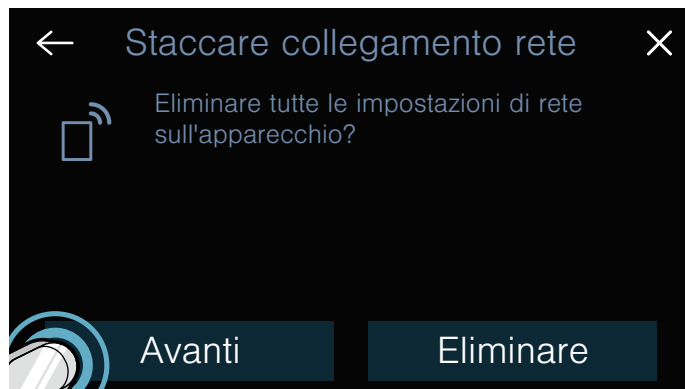 Staccare collegamento rete
Eliminare tutte le impostazioni di rete
sull'apparecchio?
Avanti
Eliminare